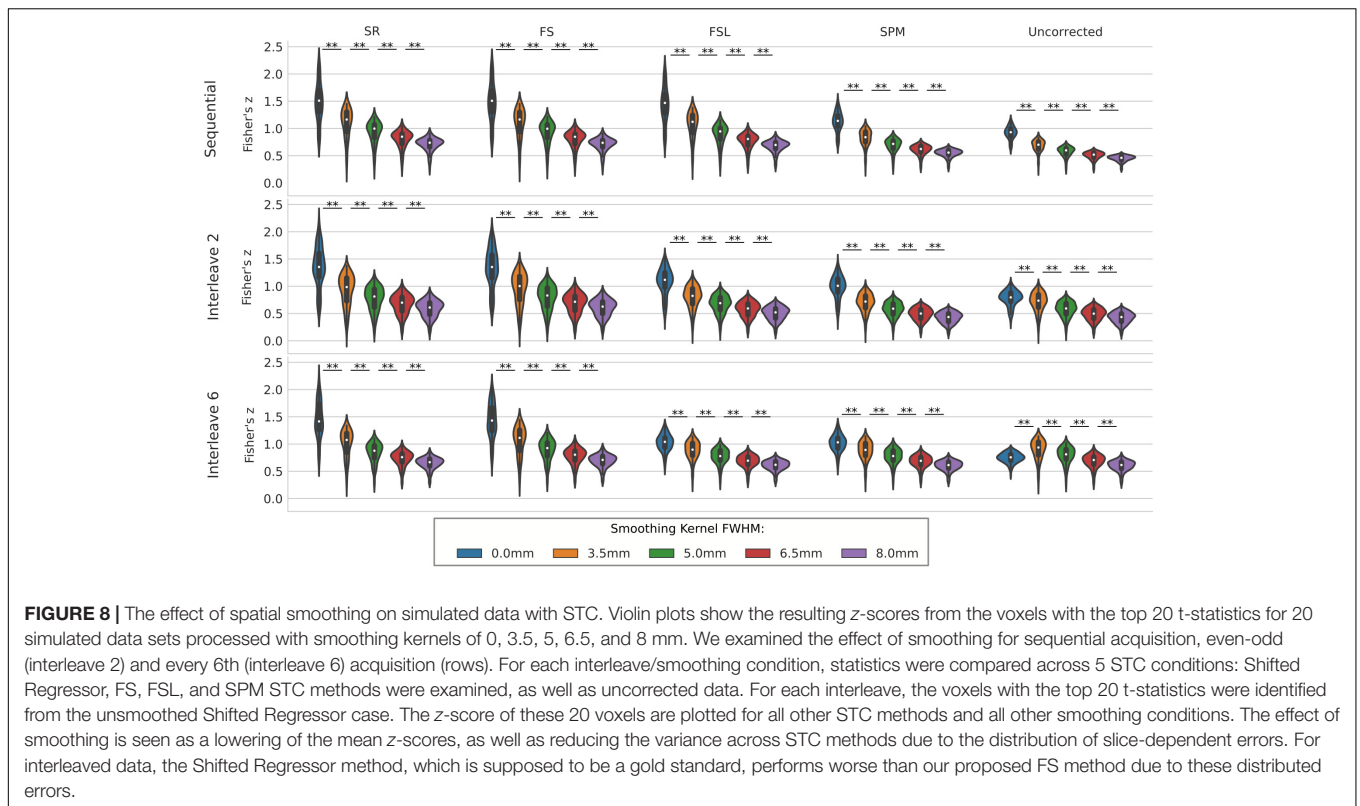 SR FS FSL SPM Uncorrected
Sequential
Fisher's z
2.5
2.0
1.5
1.0
0.5
0.0
** ** ** ** ** ** ** ** ** ** ** ** ** ** ** ** ** ** ** **
Interleave 2
Fisher's z
2.5
2.0
1.5
1.0
0.5
0.0
** ** ** ** ** ** ** ** ** ** ** ** ** ** ** ** ** ** ** **
Interleave 6
Fisher's z
2.5
2.0
1.5
1.0
0.5
0.0
** ** ** ** ** ** ** ** ** ** ** ** ** ** ** ** ** ** ** **
Smoothing Kernel FWHM:
0.0mm 3.5mm 5.0mm 6.5mm 8.0mm
FIGURE 8 | The effect of spatial smoothing on simulated data with STC. Violin plots show the resulting z-scores from the voxels with the top 20 t-statistics for 20
simulated data sets processed with smoothing kernels of 0, 3.5, 5, 6.5, and 8 mm. We examined the effect of smoothing for sequential acquisition, even-odd
(interleave 2) and every 6th (interleave 6) acquisition (rows). For each interleave/smoothing condition, statistics were compared across 5 STC conditions: Shifted
Regressor, FS, FSL, and SPM STC methods were examined, as well as uncorrected data. For each interleave, the voxels with the top 20 t-statistics were identified
from the unsmoothed Shifted Regressor case. The z-score of these 20 voxels are plotted for all other STC methods and all other smoothing conditions. The effect of
smoothing is seen as a lowering of the mean z-scores, as well as reducing the variance across STC methods due to the distribution of slice-dependent errors. For
interleaved data, the Shifted Regressor method, which is supposed to be a gold standard, performs worse than our proposed FS method due to these distributed
errors.